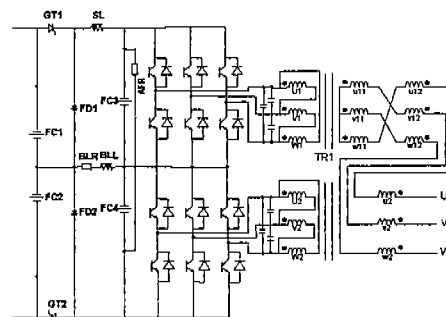 GT1
SL
FD1
FC3
AFR
FC1
BLR
BLL
FC2
FD2
FC4
GT2
U1
V1
W1
TR1
u11
v11
w11
u12
v12
w12
U2
V2
W2
u2
v2
w2
U
V